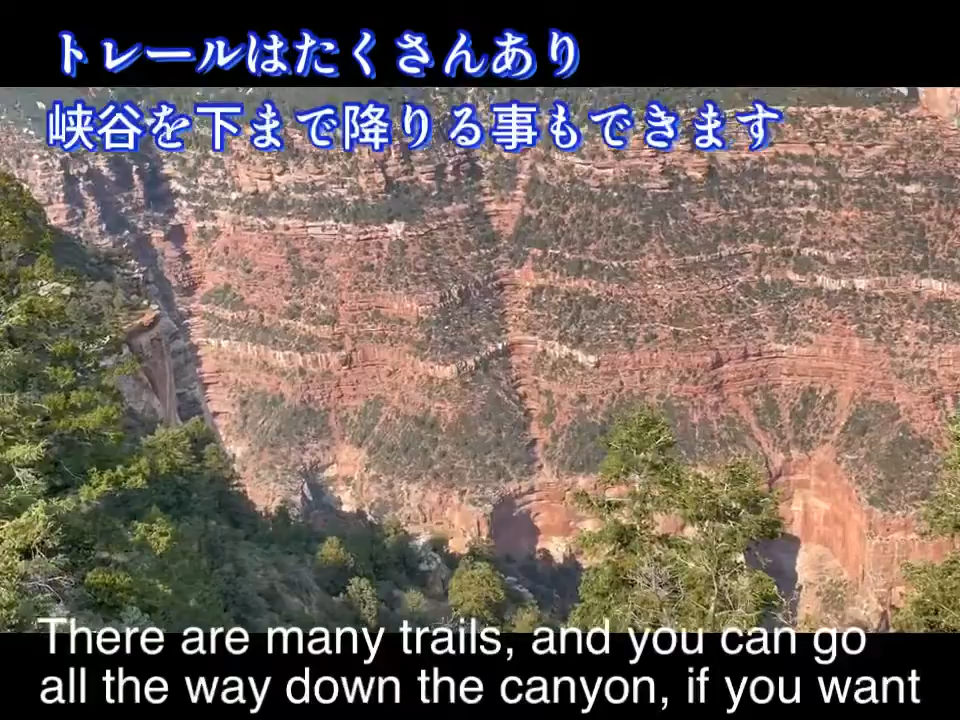 トレールはたくさんあり
峡谷を下まで降りる事もできます
There are many trails, and you can go
all the way down the canyon, if you want